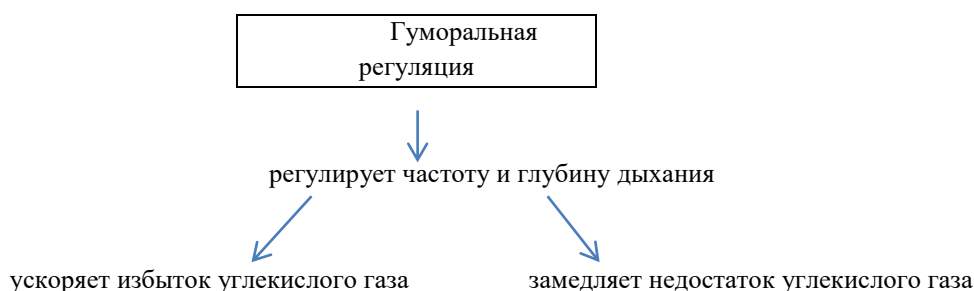 Гуморальная
регуляция
регулирует частоту и глубину дыхания
ускоряет избыток углекислого газа
замедляет недостаток углекислого газа